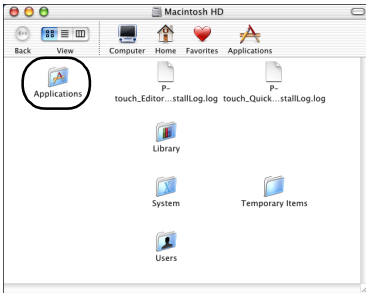 Macintosh HD
Back View Computer Home Favorites Applications
Applications
P-
touch_Editor...stallLog.log
P-
touch_Quick...stallLog.log
Library
System
Temporary Items
Users